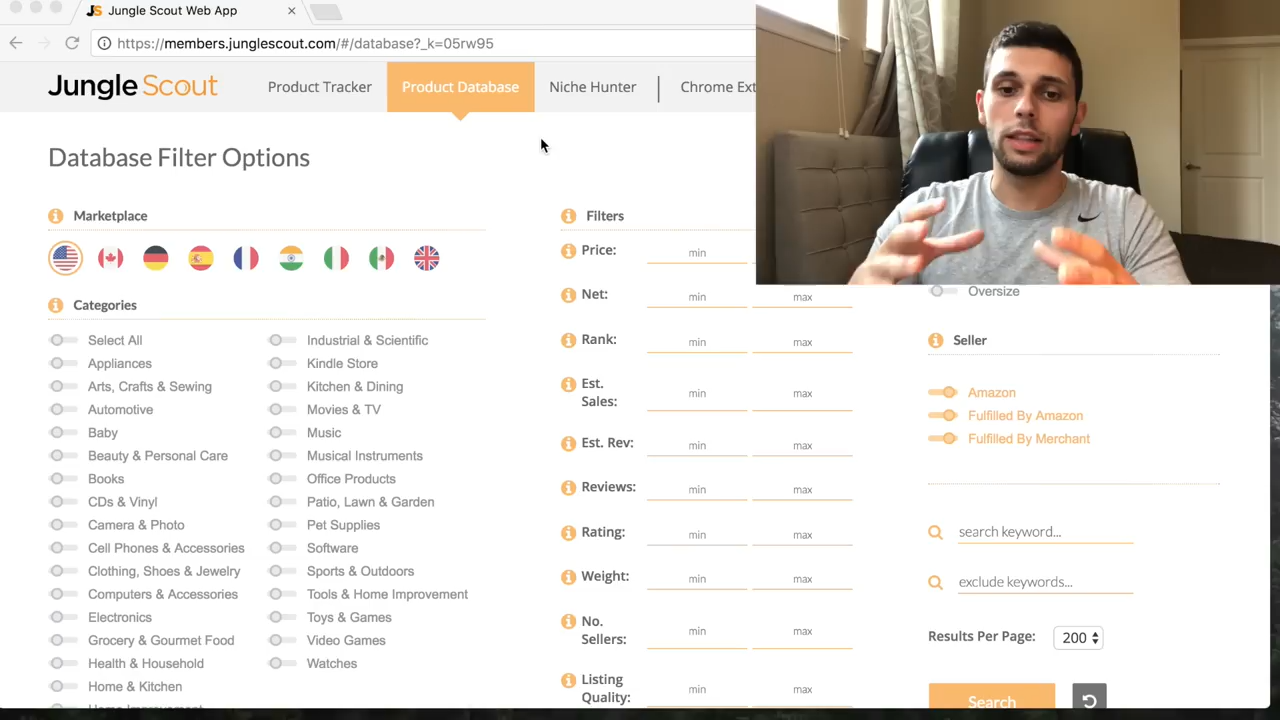 Jungle Scout Web App
https://members.junglescout.com/#/database?_k=05rw95
Jungle Scout
Product Tracker
Product Database
Niche Hunter
Chrome Ext
Database Filter Options
Marketplace
Categories
Select All
Appliances
Arts, Crafts & Sewing
Automotive
Baby
Beauty & Personal Care
Books
CDs & Vinyl
Camera & Photo
Cell Phones & Accessories
Clothing, Shoes & Jewelry
Computers & Accessories
Electronics
Grocery & Gourmet Food
Health & Household
Home & Kitchen
Industrial & Scientific
Kindle Store
Kitchen & Dining
Movies & TV
Music
Musical Instruments
Office Products
Patio, Lawn & Garden
Pet Supplies
Software
Sports & Outdoors
Tools & Home Improvement
Toys & Games
Video Games
Watches
Filters
Price: min
Net: min max
Rank: min max
Est.
Sales: min max
Est. Rev: min max
Reviews: min max
Rating: min max
Weight: min max
No.
Sellers: min max
Listing
Quality: min max
Oversize
Seller
Amazon
Fulfilled By Amazon
Fulfilled By Merchant
search keyword...
exclude keywords...
Results Per Page: 200
Search